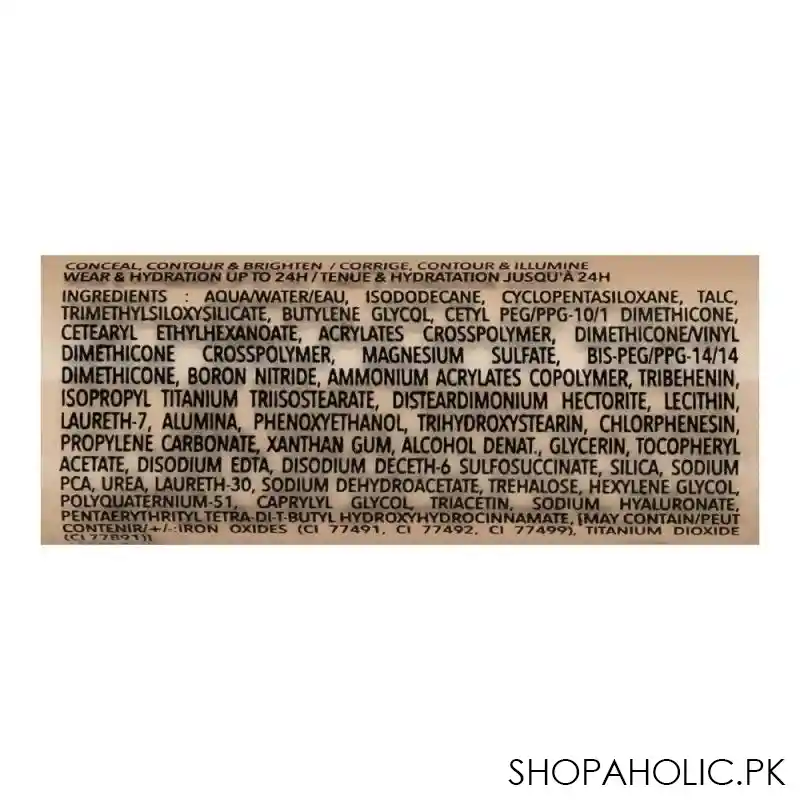 CONCEAL, CONTOUR & BRIGHTEN / CORRIGE, CONTOUR & ILLUMINE
WEAR & HYDRATION UP TO 24H / TENUE & HYDRATATION JUSQU'À 24H
INGREDIENTS : AQUA/WATER/EAU, ISODODECANE, CYCLOPENTASILOXANE, TALC,
TRIMETHYLSILOXYSILICATE, BUTYLENE GLYCOL, CETYL PEG/PPG-10/1 DIMETHICONE,
CETEARYL ETHYLHEXANOATE, ACRYLATES CROSSPOLYMER, DIMETHICONE/VINYL
DIMETHICONE CROSSPOLYMER, MAGNESIUM SULFATE, BIS-PEG/PPG-14/14
DIMETHICONE, BORON NITRIDE, AMMONIUM ACRYLATES COPOLYMER, TRIBEHENIN,
ISOPROPYL TITANIUM TRIISOSTEARATE, DISTEARDIMONIUM HECTORITE, LECITHIN,
LAURETH-7, ALUMINA, PHENOXYETHANOL, TRIHYDROXYSTEARIN, CHLORPHENESIN,
PROPYLENE CARBONATE, XANTHAN GUM, ALCOHOL DENAT., GLYCERIN, TOCOPHERYL
ACETATE, DISODIUM EDTA, DISODIUM DECETH-6 SULFOSUCCINATE, SILICA, SODIUM
PCA, UREA, LAURETH-30, SODIUM DEHYDROACETATE, TREHALOSE, HEXYLENE GLYCOL,
POLYQUATERNIUM-51, CAPRYLYL GLYCOL, TRIACETIN, SODIUM HYALURONATE,
PENTAERYTHRITYL TETRA-DI-T-BUTYL HYDROXYHYDROCINNAMATE, [MAY CONTAIN/PEUT
CONTENIR/+/-:IRON OXIDES (CI 77491, CI 77492, CI 77499), TITANIUM DIOXIDE
(CI 77891)]
SHOPAHOLIC.PK